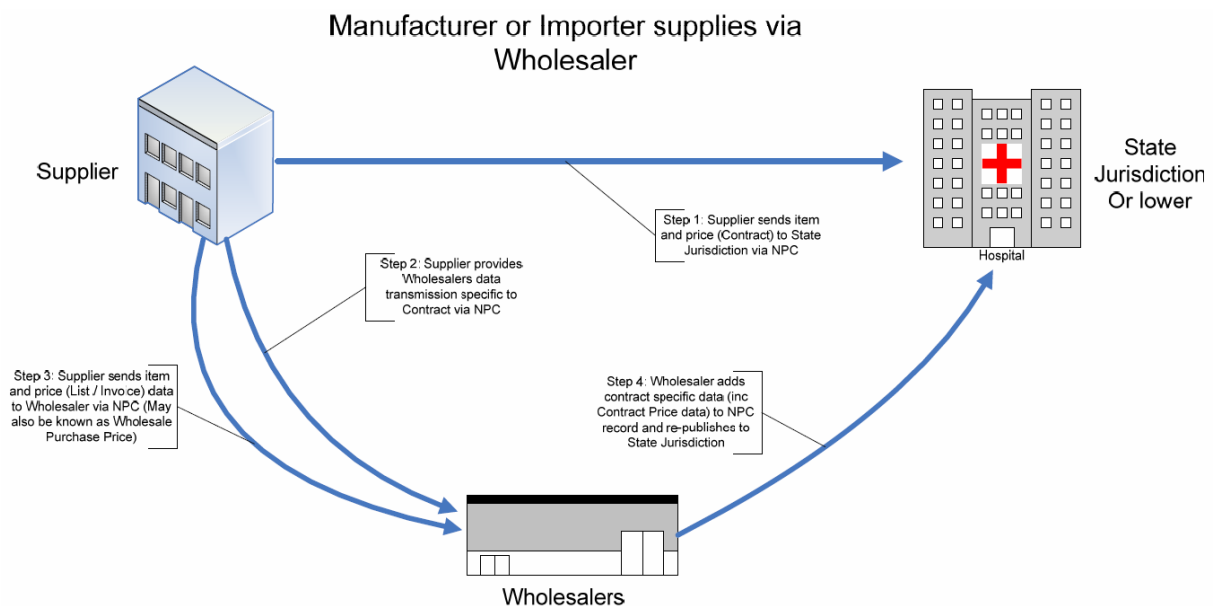 Manufacturer or Importer supplies via
Wholesaler
Supplier
State
Jurisdiction
Or lower
Step 1: Supplier sends item
and price (Contract) to State
Jurisdiction via NPC
Hospital
Step 2: Supplier provides
Wholesalers data
transmission specific to
Contract via NPC
Step 3: Supplier sends item
and price (List / Invoice) data
to Wholesaler via NPC (May
also be known as Wholesale
Purchase Price)
Step 4: Wholesaler adds
contract specific data (inc
Contract Price data) to NPC
record and re-publishes to
State Jurisdiction
Wholesalers